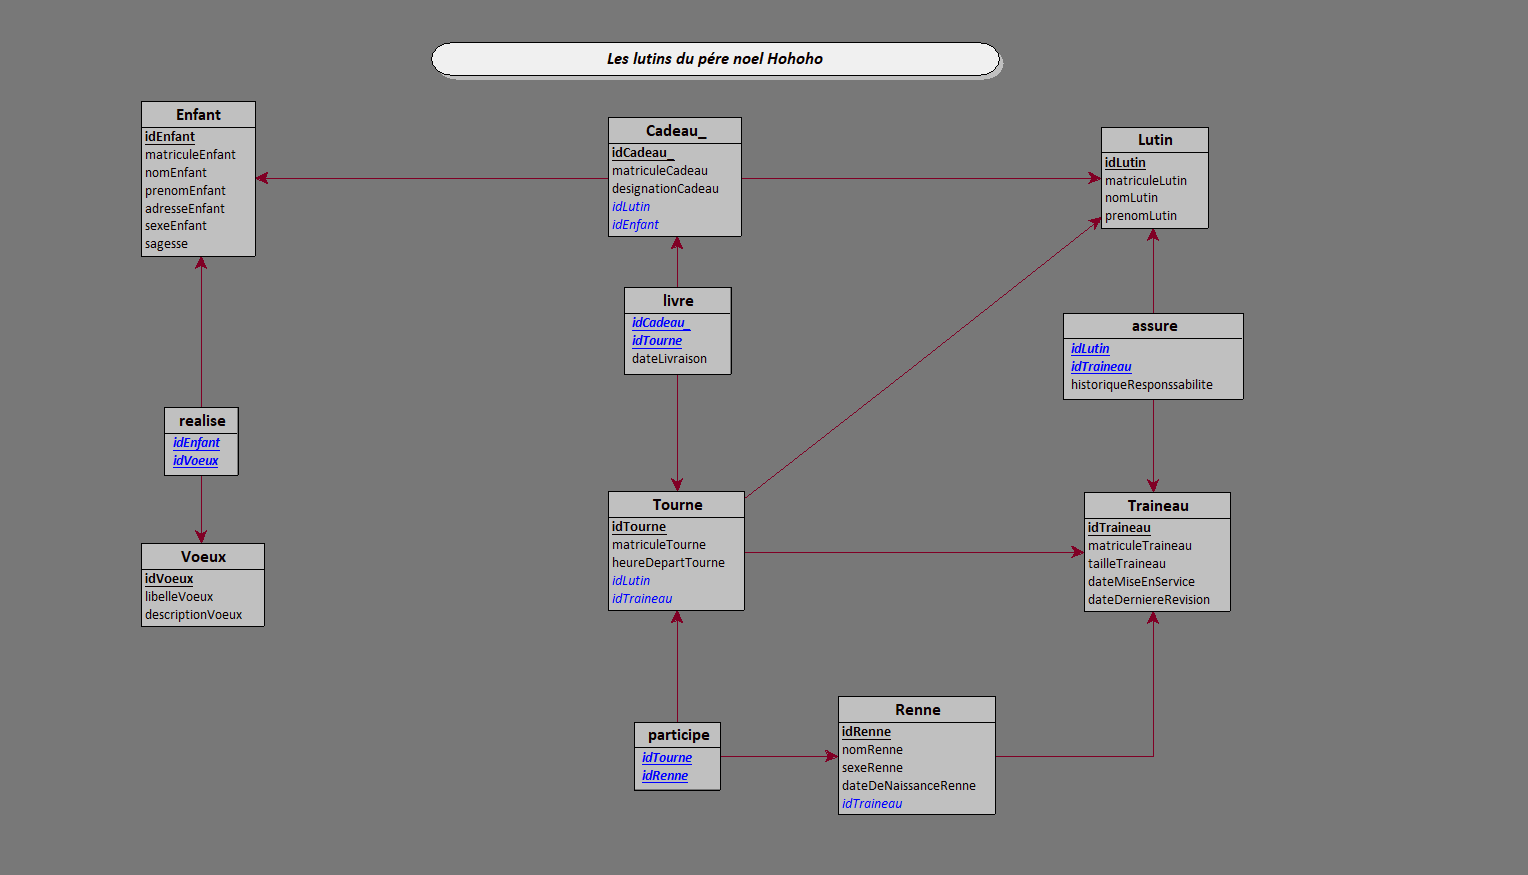 Les lutins du pére noel Hohoho
Enfant
idEnfant
matriculeEnfant
nomEnfant
prenomEnfant
adresseEnfant
sexeEnfant
sagesse
Cadeau_
idCadeau_
matriculeCadeau
designationCadeau
idLutin
idEnfant
Lutin
idLutin
matriculeLutin
nomLutin
prenomLutin
livre
idCadeau_
idTourne
dateLivraison
assure
idLutin
idTraineau
historiqueResponssabilite
realise
idEnfant
idVoeux
Voeux
idVoeux
libelleVoeux
descriptionVoeux
Tourne
idTourne
matriculeTourne
heureDepartTourne
idLutin
idTraineau
Traineau
idTraineau
matriculeTraineau
tailleTraineau
dateMiseEnService
dateDerniereRevision
participe
idTourne
idRenne
Renne
idRenne
nomRenne
sexeRenne
dateDeNaissanceRenne
idTraineau